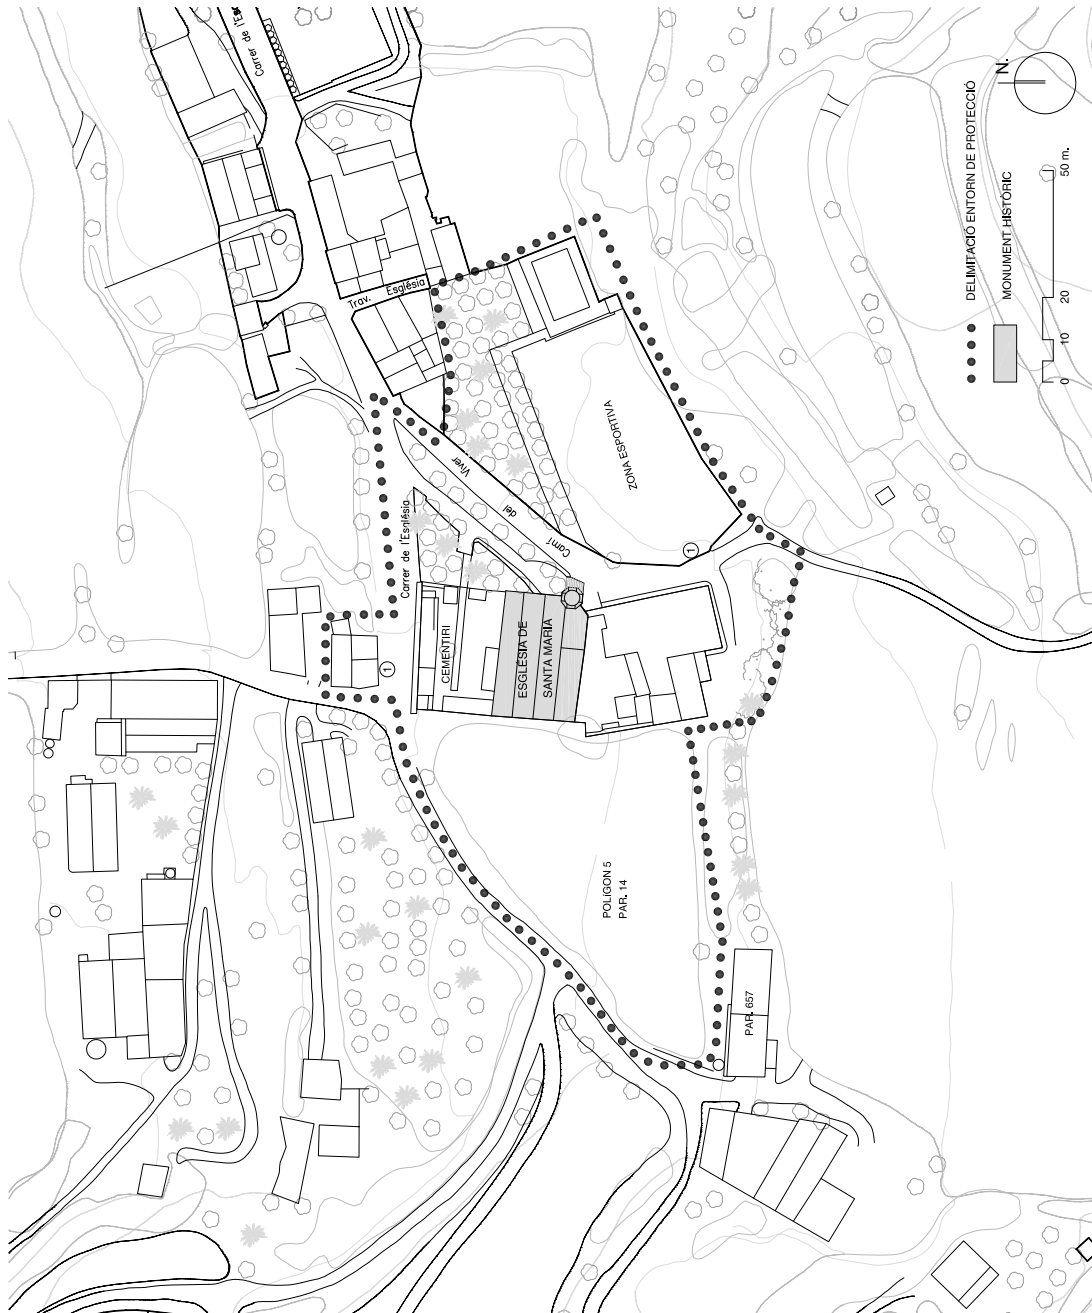 Carrer de l'Es
Trav. Església
Carrer de l'Església
Camí del Viver
ZONA ESPORTIVA
1
CEMENTIRI
ESGLÉSIA DE
SANTA MARIA
1
POLÍGON 5
PAR. 14
PAR. 657
N.
DELIMITACIÓ ENTORN DE PROTECCIÓ
MONUMENT HISTÒRIC
0 10 20 50 m.